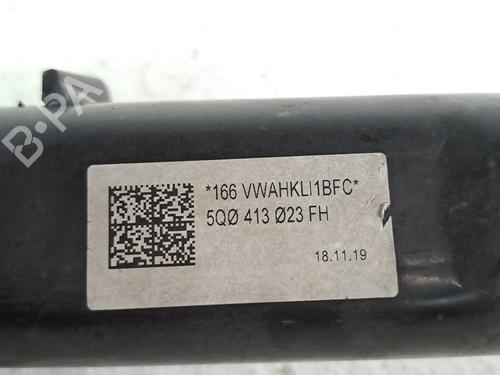 *166 VWAHKLI1BFC*
5QØ 413 Ø23 FH
18.11.19
B-PA